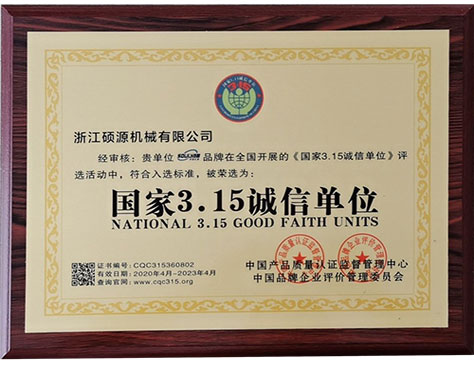 浙江硕源机械有限公司
经审核：贵单位 品牌在全国开展的《国家3.15诚信单位》评
选活动中，符合入选标准，被荣选为：
国家3.15诚信单位
NATIONAL 3.15 GOOD FAITH UNITS
证书编号：CQC315360802
有效日期：2020年4月-2023年4月
查询官网：www.cqc315.org
中国产品质量认证监督管理中心
中国品牌企业评价管理委员会